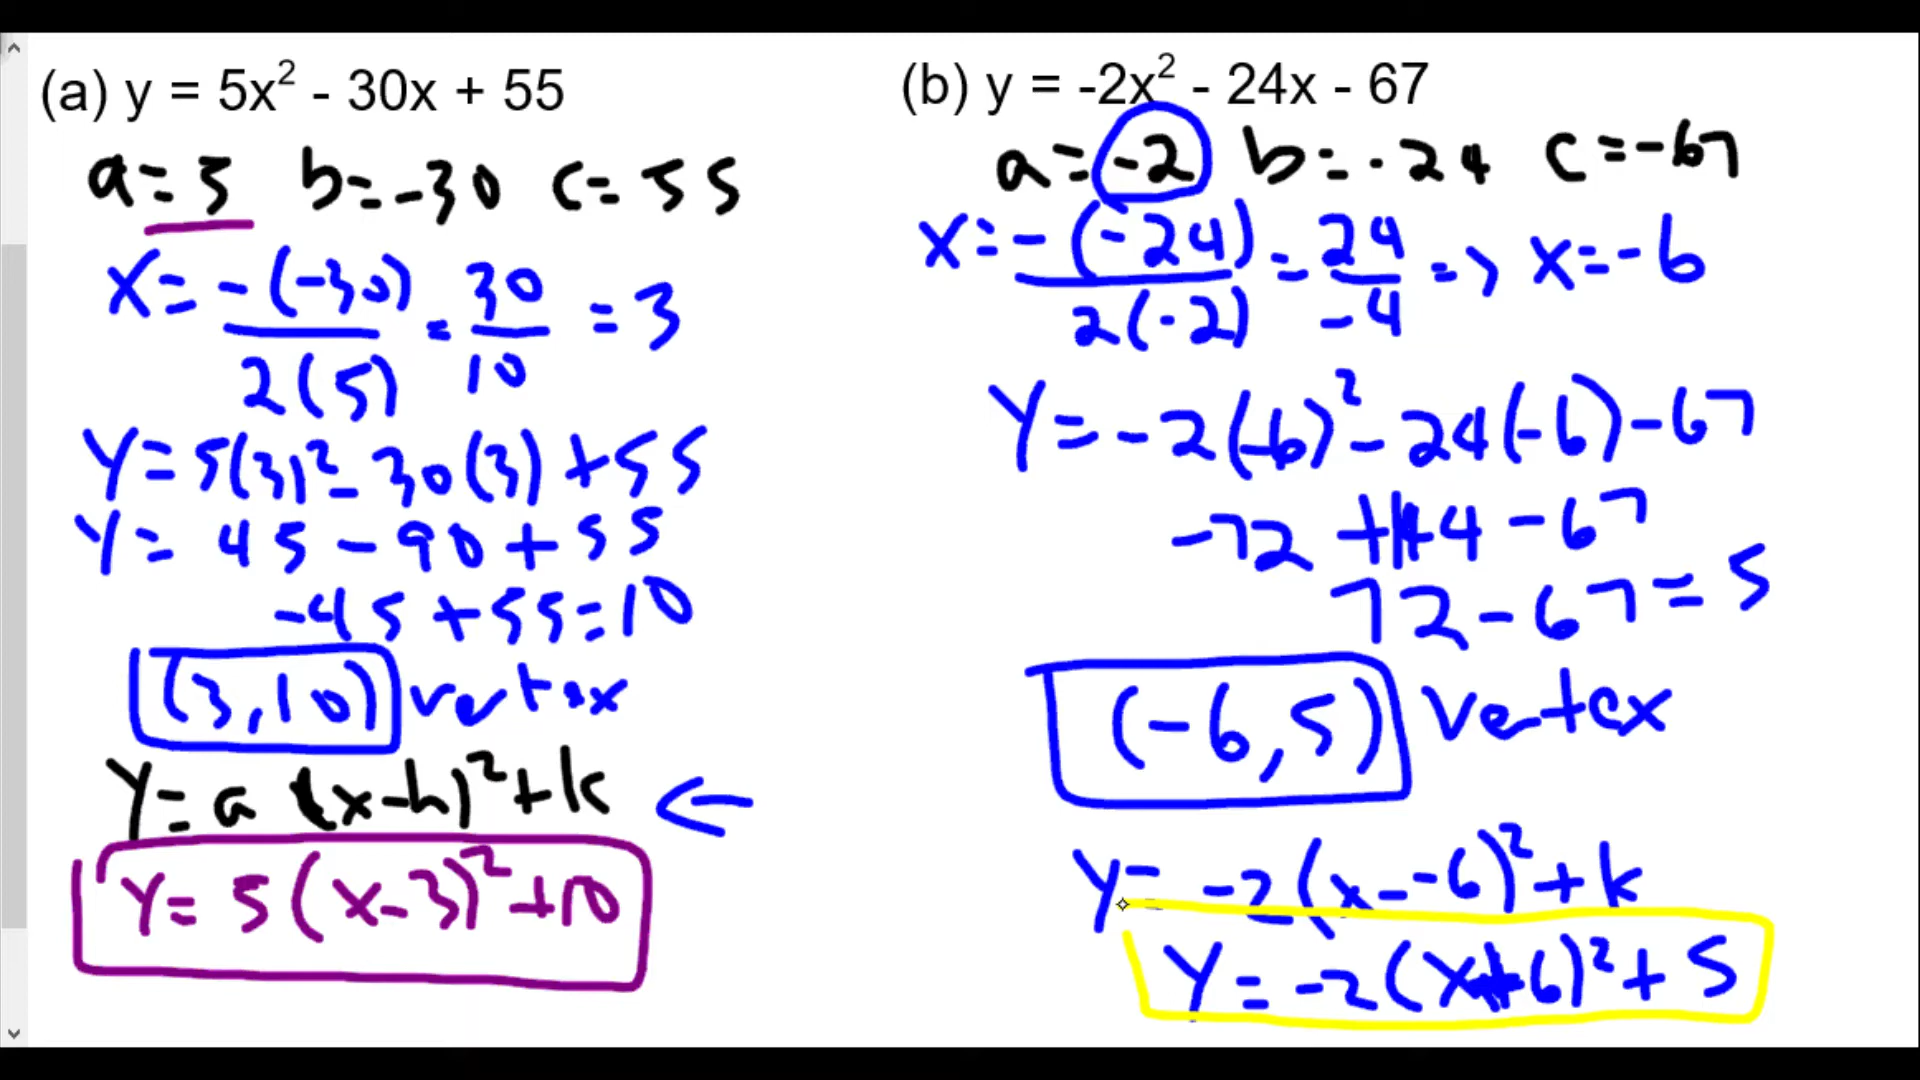 (a) y = 5x² - 30x + 55
a = 5 b = -30 c = 55
x = -(-30) / 2(5) = 30 / 10 = 3
y = 5(3)² - 30(3) + 55
y = 45 - 90 + 55
-45 + 55 = 10
(3, 10) vertex
y = a (x-h)² + k ←
y = 5(x-3)² + 10
(b) y = -2x² - 24x - 67
a = -2 b = -24 c = -67
x = -(-24) / 2(-2) = 24 / -4 => x = -6
y = -2(-6)² - 24(-6) - 67
-72 + 144 - 67
72 - 67 = 5
(-6, 5) vertex
y = -2(x - -6)² + k
y = -2(x+6)² + 5